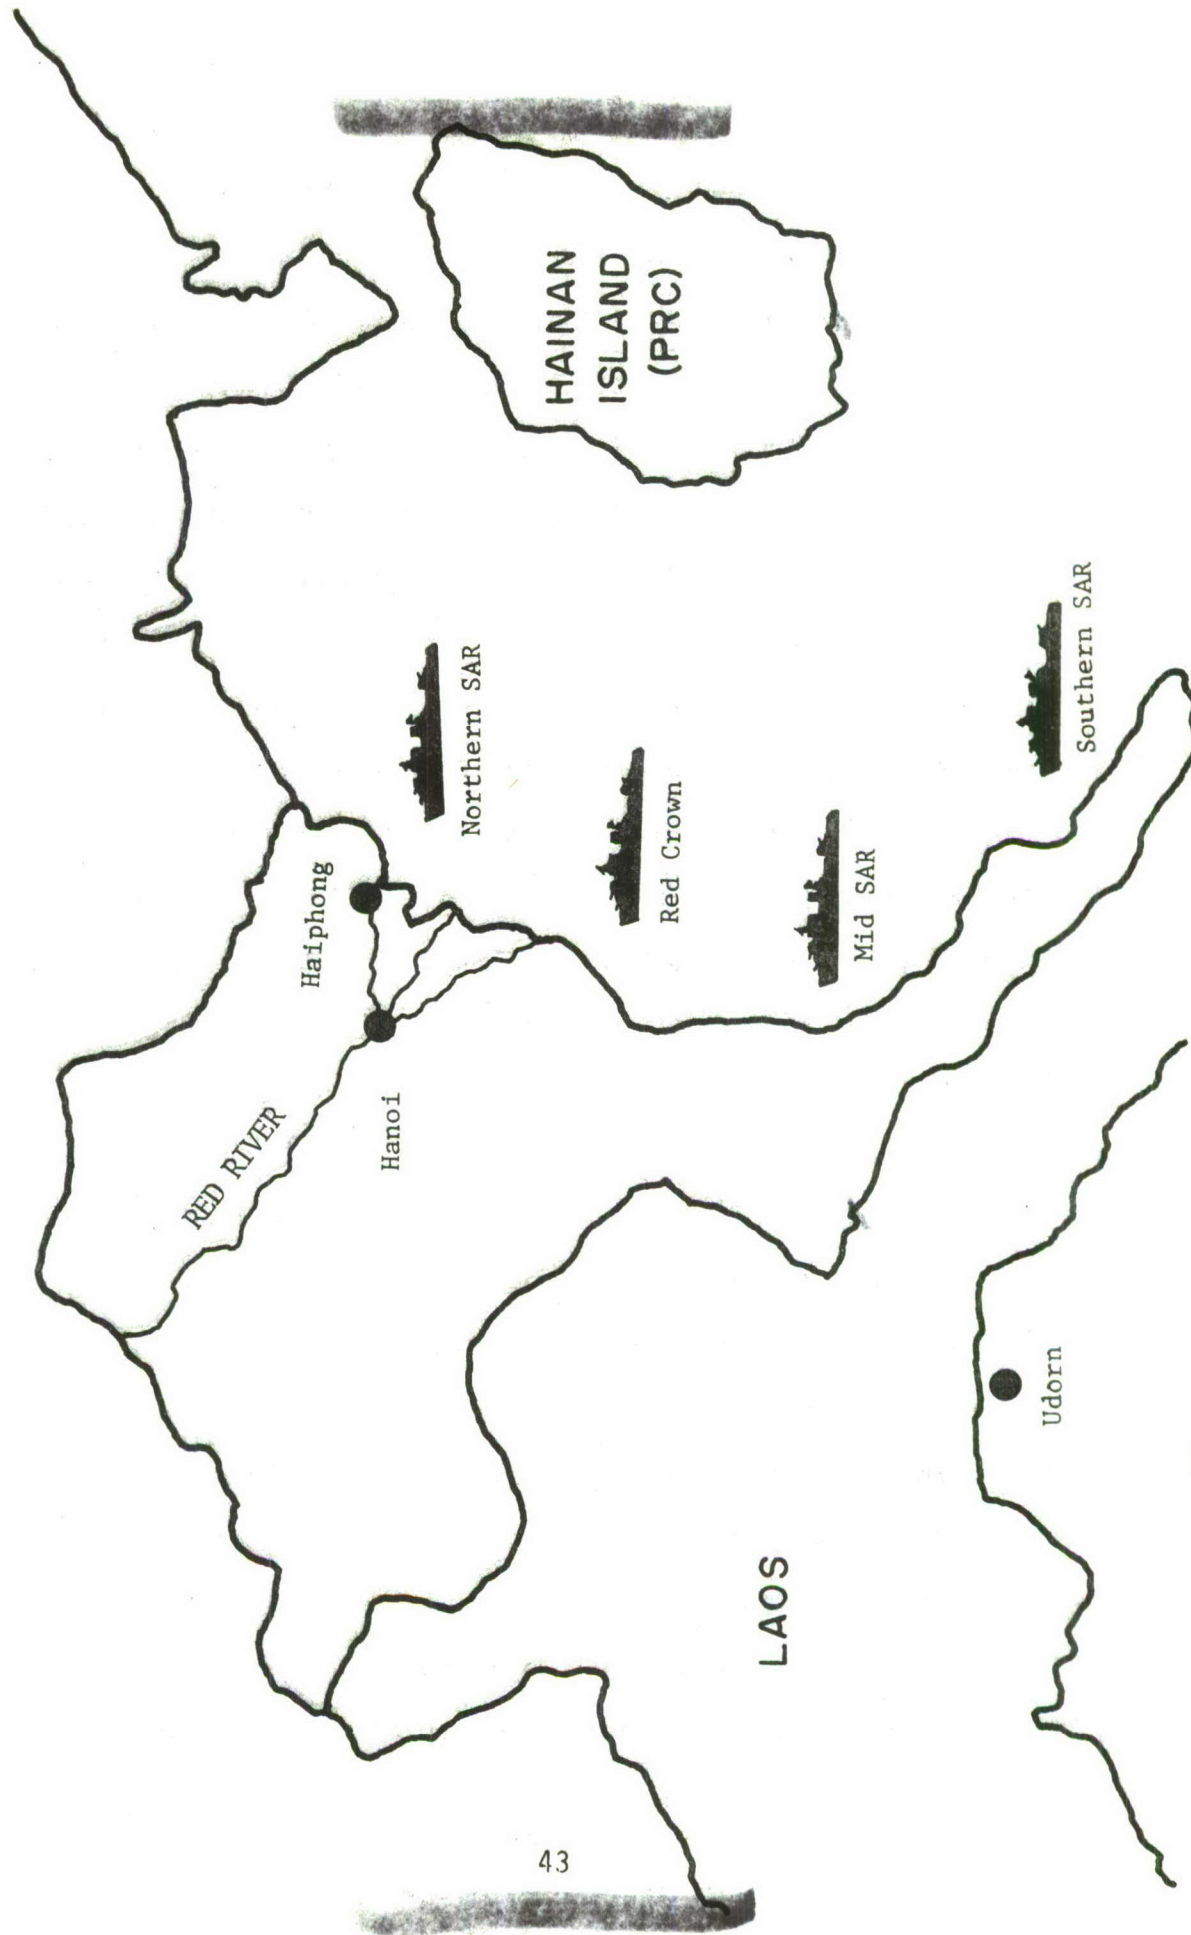 RED RIVER
Haiphong
Hanoi
Northern SAR
HAINAN
ISLAND
(PRC)
Red Crown
Mid SAR
LAOS
Southern SAR
Udorn
43